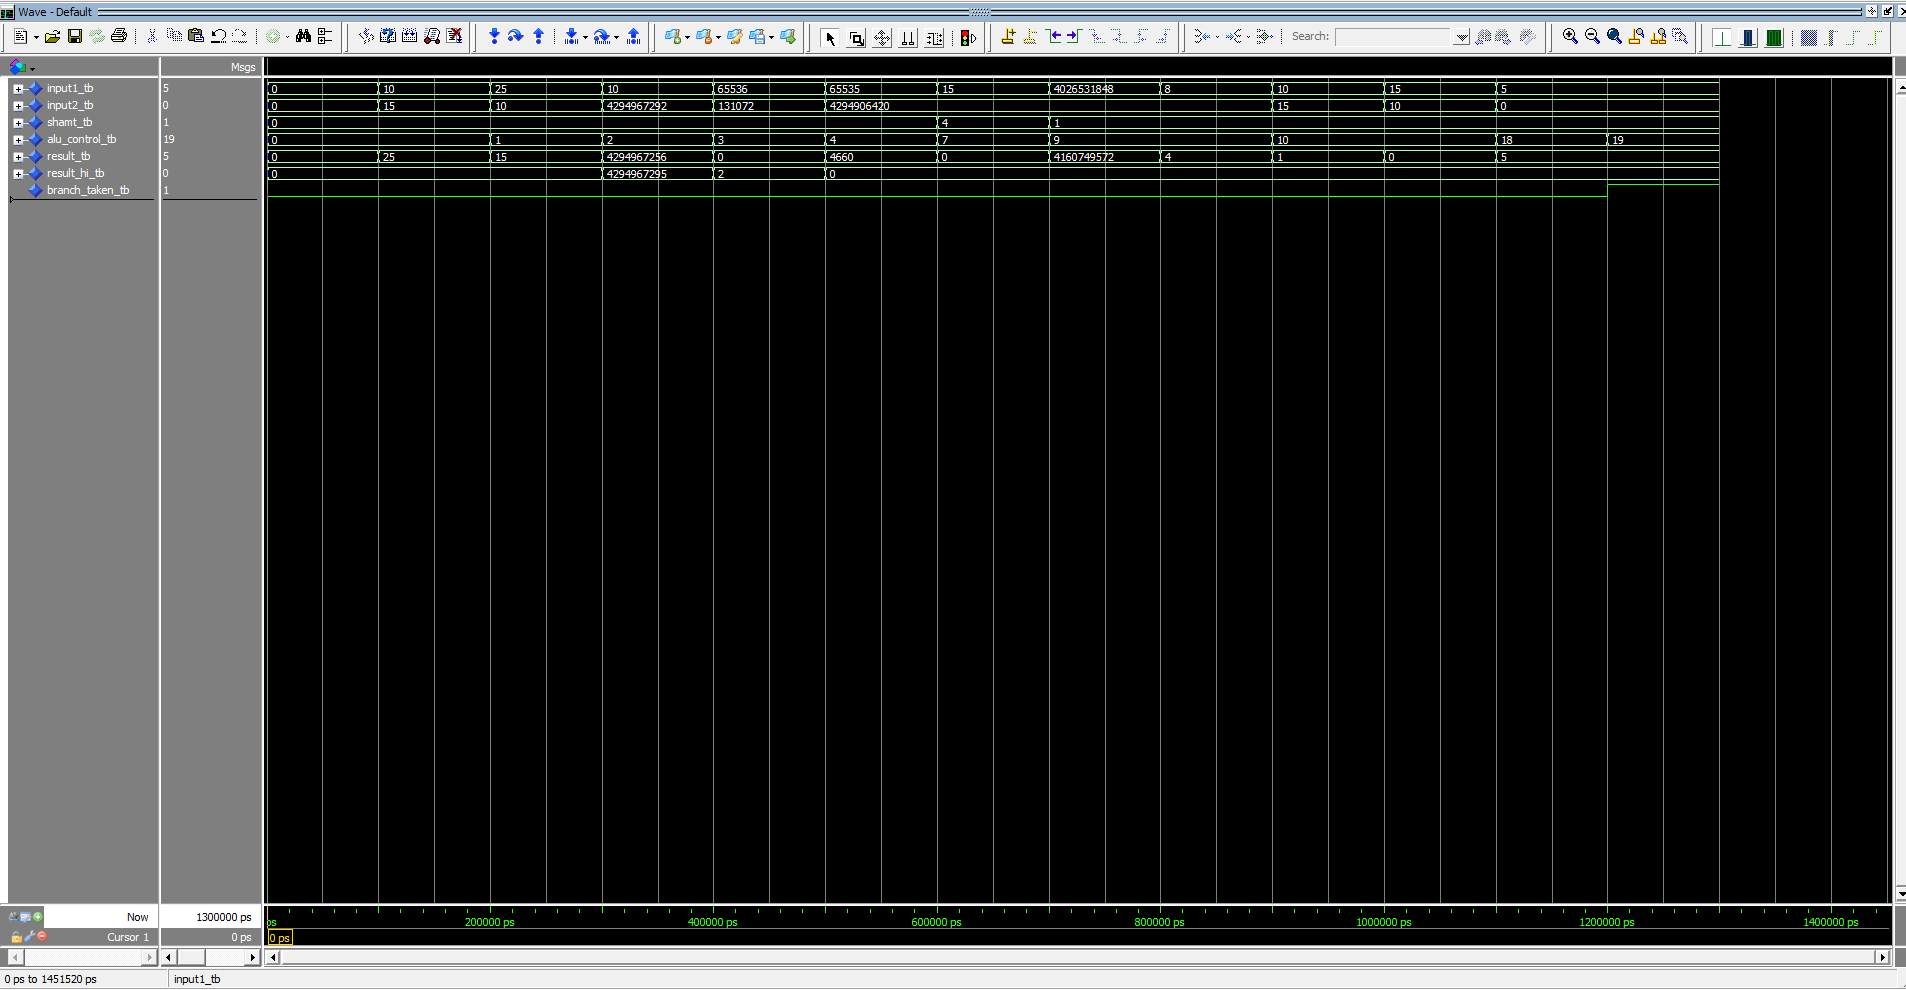 Wave - Default
Search:
Msgs
input1_tb 5 0 10 25 10 65536 65535 15 4026531848 8 10 15 5
input2_tb 0 0 15 10 4294967292 131072 4294906420 15 10 0
shamt_tb 1 0 4 1
alu_control_tb 19 0 1 2 3 4 7 9 10 18 19
result_tb 5 0 25 15 4294967256 0 4660 0 4160749572 4 1 0 5
result_hi_tb 0 0 4294967295 2 0
branch_taken_tb 1
Now 1300000 ps ps 200000 ps 400000 ps 600000 ps 800000 ps 1000000 ps 1200000 ps 1400000 ps
Cursor 1 0 ps 0 ps
0 ps to 1451520 ps input1_tb